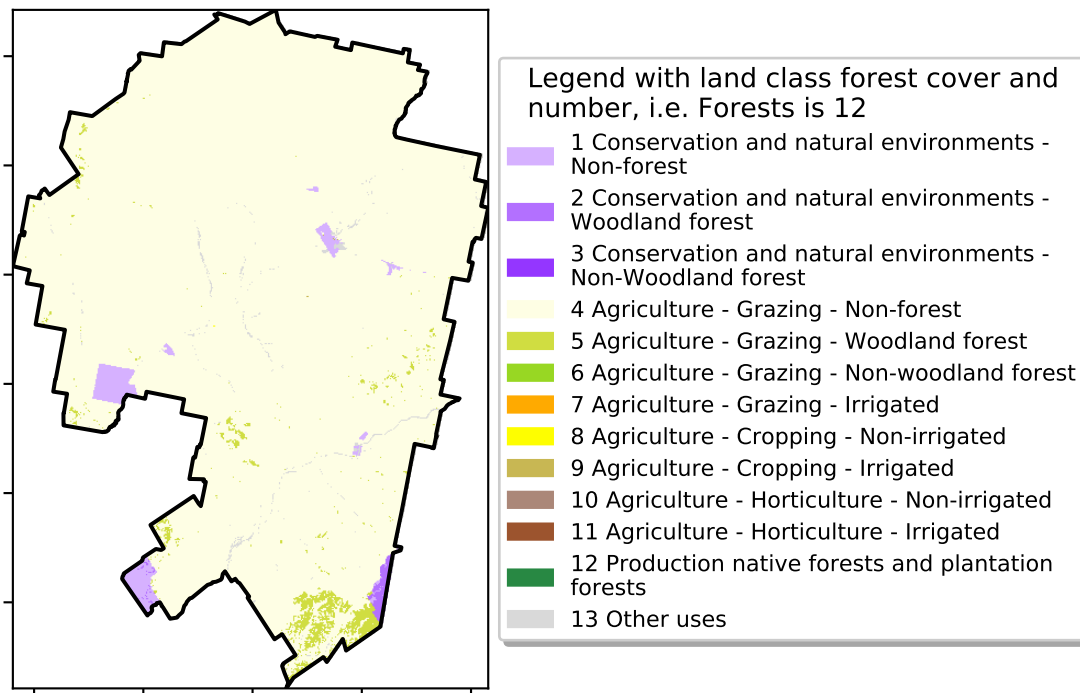 Legend with land class forest cover and
number, i.e. Forests is 12
1 Conservation and natural environments -
Non-forest
2 Conservation and natural environments -
Woodland forest
3 Conservation and natural environments -
Non-Woodland forest
4 Agriculture - Grazing - Non-forest
5 Agriculture - Grazing - Woodland forest
6 Agriculture - Grazing - Non-woodland forest
7 Agriculture - Grazing - Irrigated
8 Agriculture - Cropping - Non-irrigated
9 Agriculture - Cropping - Irrigated
10 Agriculture - Horticulture - Non-irrigated
11 Agriculture - Horticulture - Irrigated
12 Production native forests and plantation
forests
13 Other uses